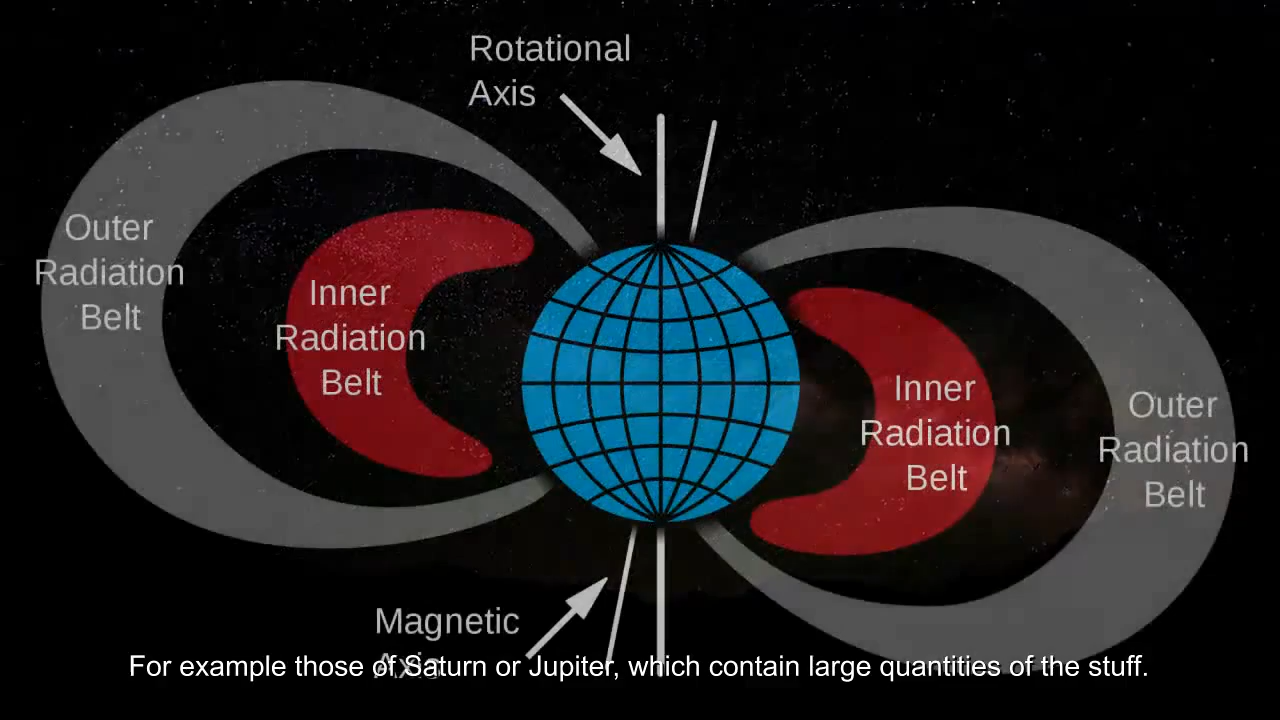 Rotational
Axis
Outer
Radiation
Belt
Inner
Radiation
Belt
Inner
Radiation
Belt
Outer
Radiation
Belt
Magnetic
Axis
For example those of Saturn or Jupiter, which contain large quantities of the stuff.